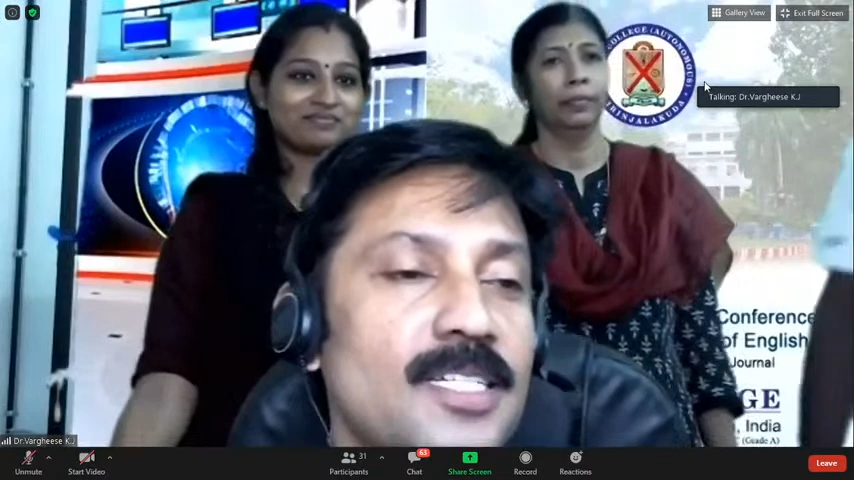 Gallery View
Exit Full Screen
COLLEGE (AUTONOMOUS)
IRINJALAKUDA
Talking: Dr.Vargheese K.J
Conference
of English
Journal
GE
, India
C (Grade A)
Dr.Vargheese K.J
Unmute
Start Video
31
Participants
63
Chat
Share Screen
Record
Reactions
Leave